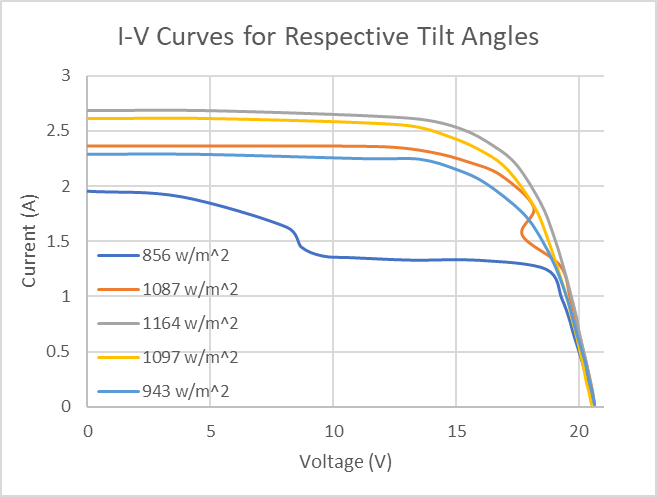 I-V Curves for Respective Tilt Angles
3
2.5
2
1.5
1
0.5
0
Current (A)
856 w/m^2
1087 w/m^2
1164 w/m^2
1097 w/m^2
943 w/m^2
0 5 10 15 20
Voltage (V)